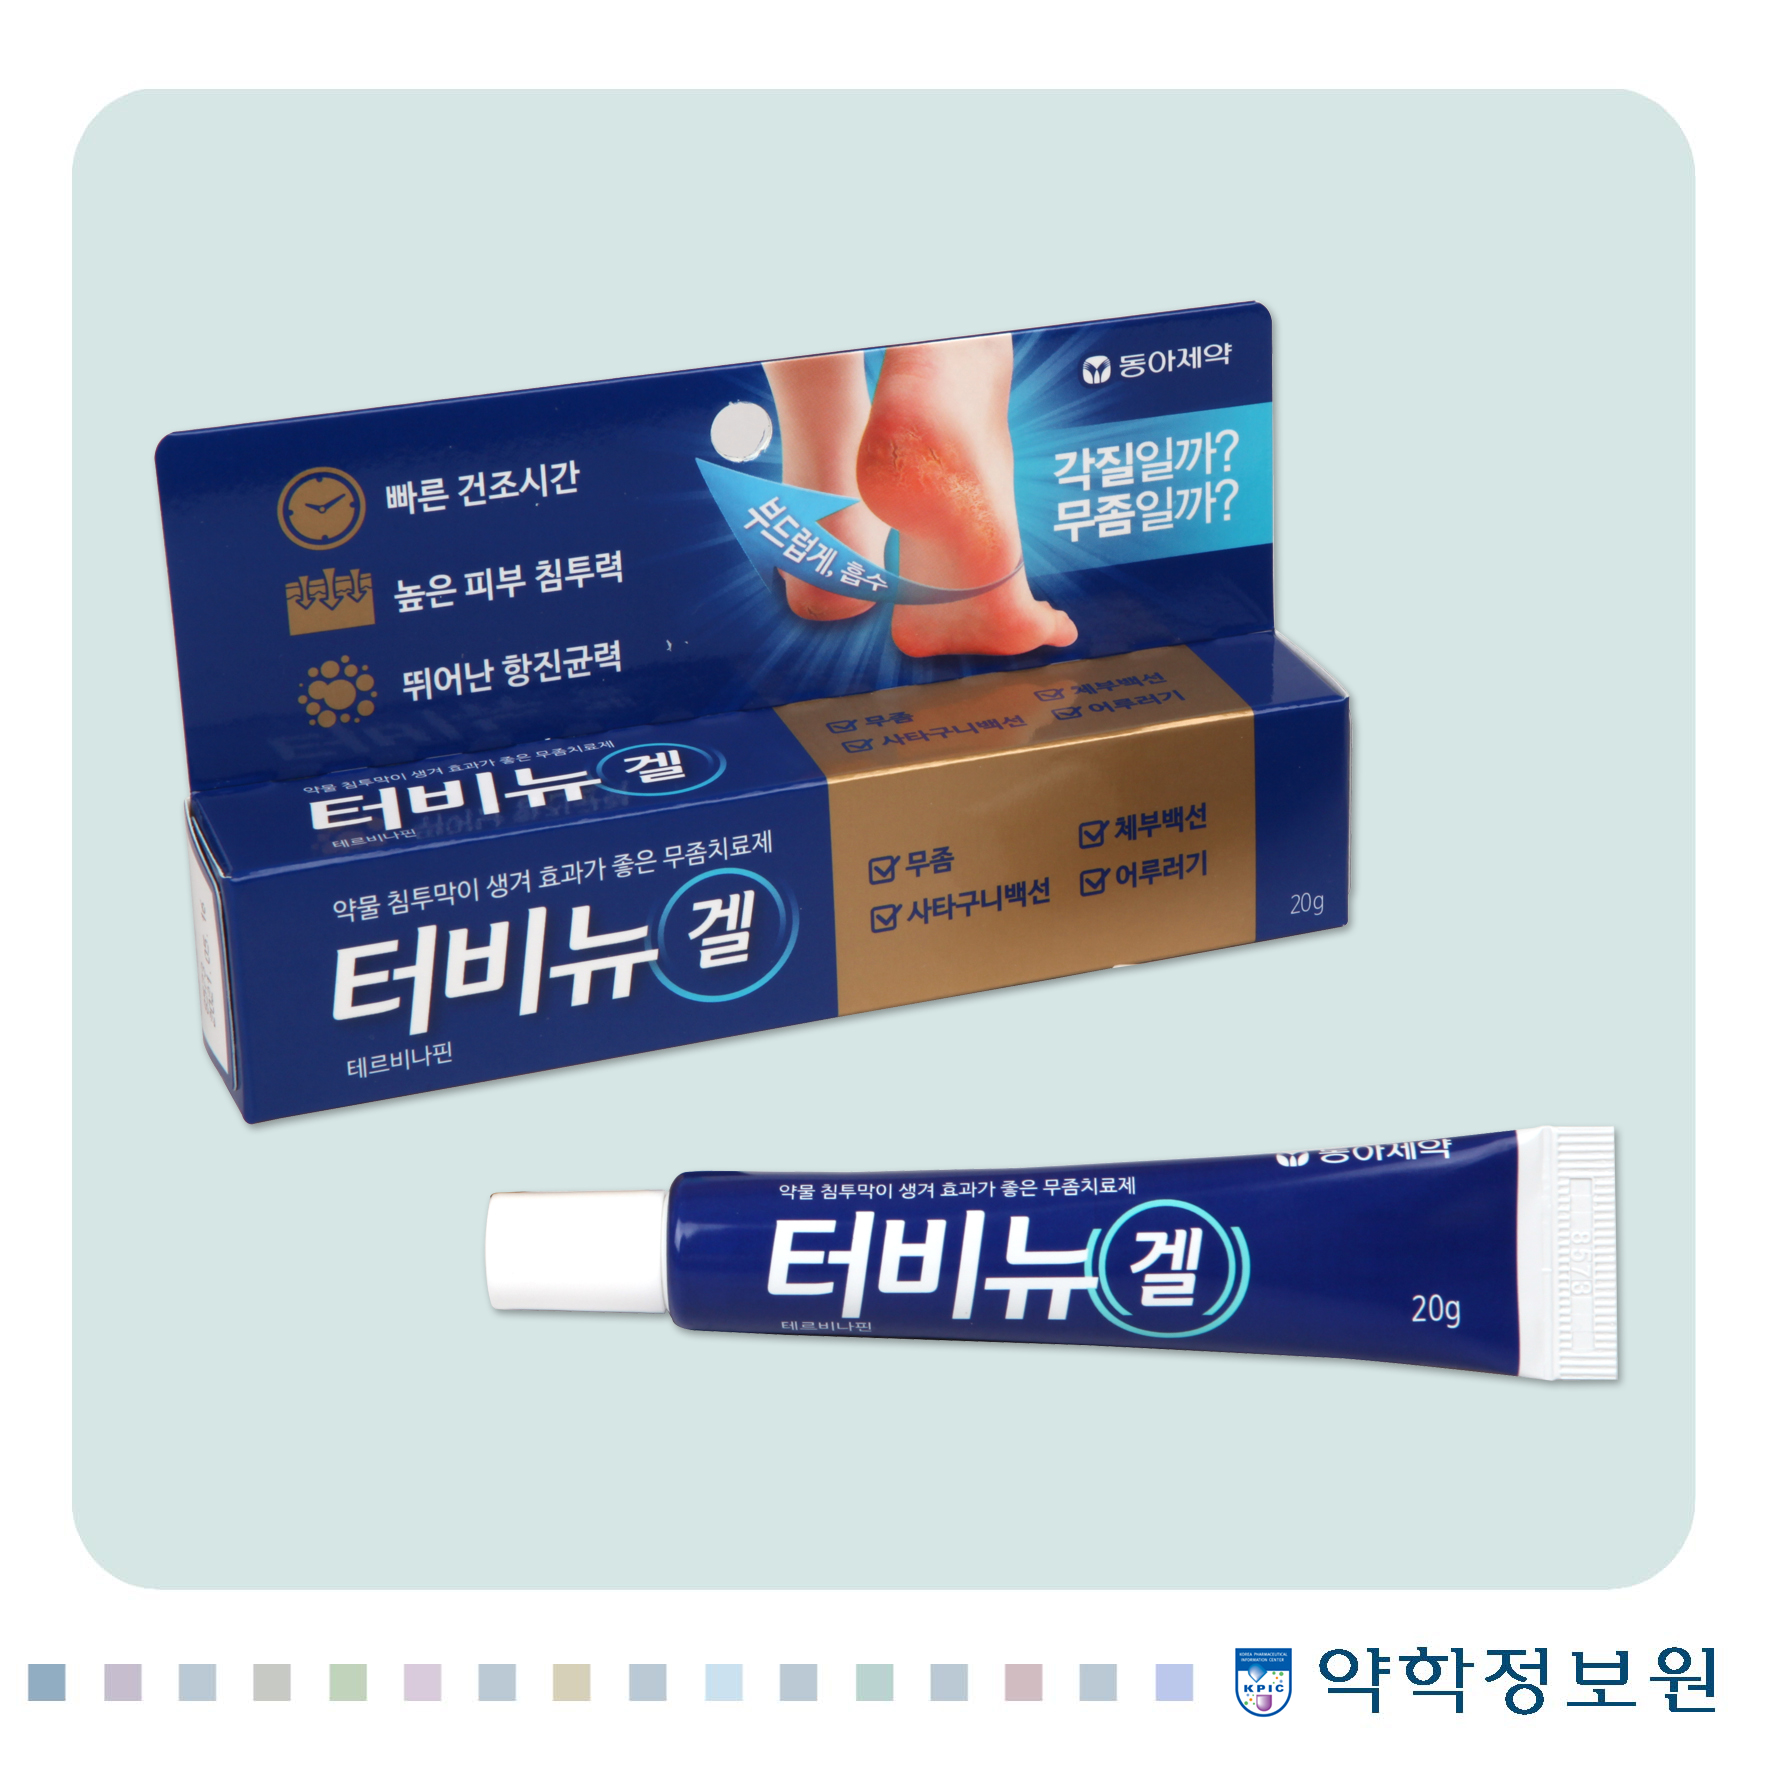 동아제약
각질일까?
무좀일까?
빠른 건조시간
높은 피부 침투력
뛰어난 항진균력
부드럽게, 흡수
약물 침투막이 생겨 효과가 좋은 무좀치료제
터비뉴 겔
테르비나핀
무좀
체부백선
사타구니백선
어루러기
약물 침투막이 생겨 효과가 좋은 무좀치료제
터비뉴 겔
테르비나핀
무좀
체부백선
사타구니백선
어루러기
20g
동아제약
약물 침투막이 생겨 효과가 좋은 무좀치료제
터비뉴 겔
테르비나핀
20g
8573
KOREA PHARMACEUTICAL
INFORMATION CENTER
KPIC
약학정보원